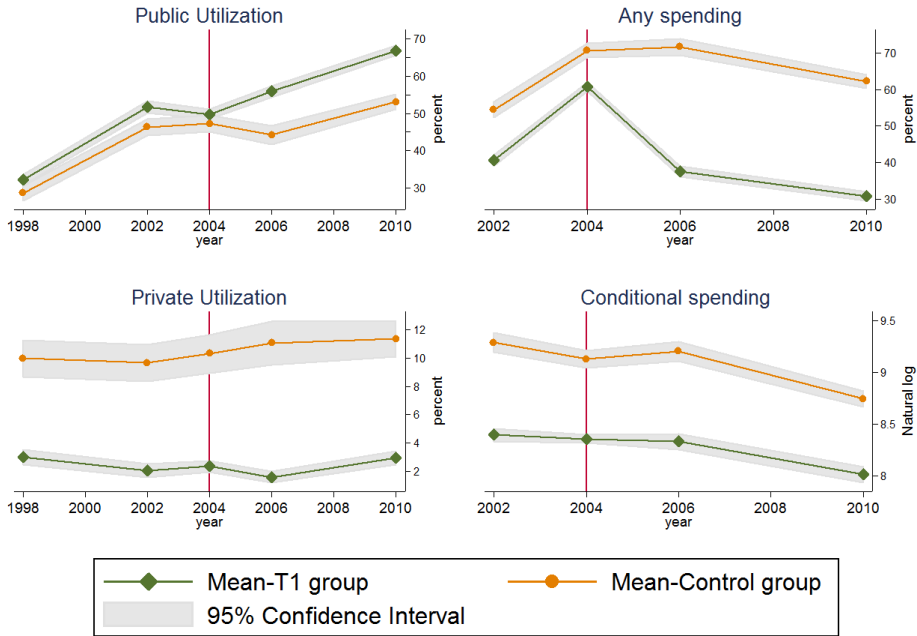 Public Utilization
70
60
50
40
30
percent
1998 2000 2002 2004 2006 2008 2010
year
Any spending
70
60
50
40
30
percent
2002 2004 2006 2008 2010
year
Private Utilization
12
10
8
6
4
2
percent
1998 2000 2002 2004 2006 2008 2010
year
Conditional spending
9.5
9
8.5
8
Natural log
2002 2004 2006 2008 2010
year
Mean-T1 group Mean-Control group
95% Confidence Interval